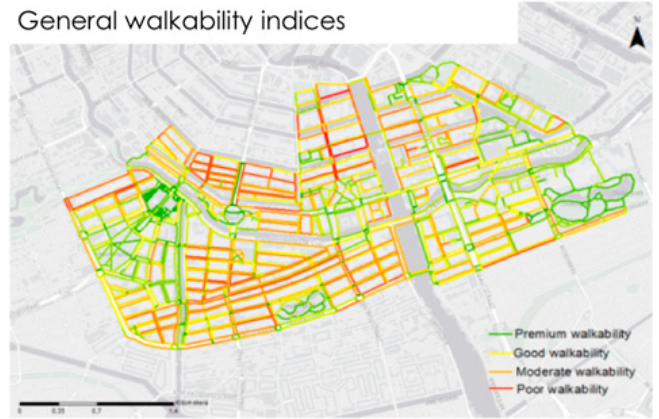 General walkability indices
N
Premium walkability
Good walkability
Moderate walkability
Poor walkability
0 0.35 0.7 1.4